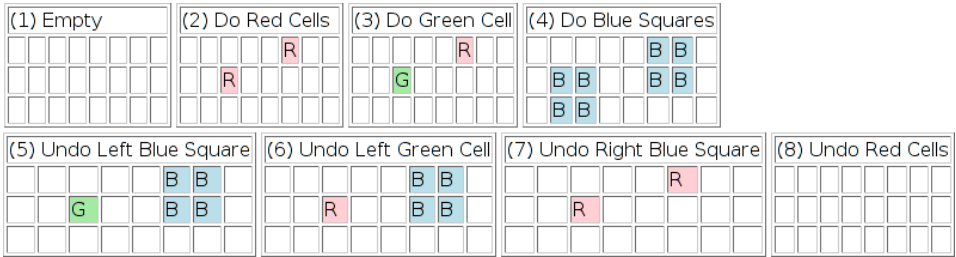 (1) Empty (2) Do Red Cells (3) Do Green Cell (4) Do Blue Squares
R R B B
R G B B B B
B B
(5) Undo Left Blue Square (6) Undo Left Green Cell (7) Undo Right Blue Square (8) Undo Red Cells
B B B B R
G B B R B B R